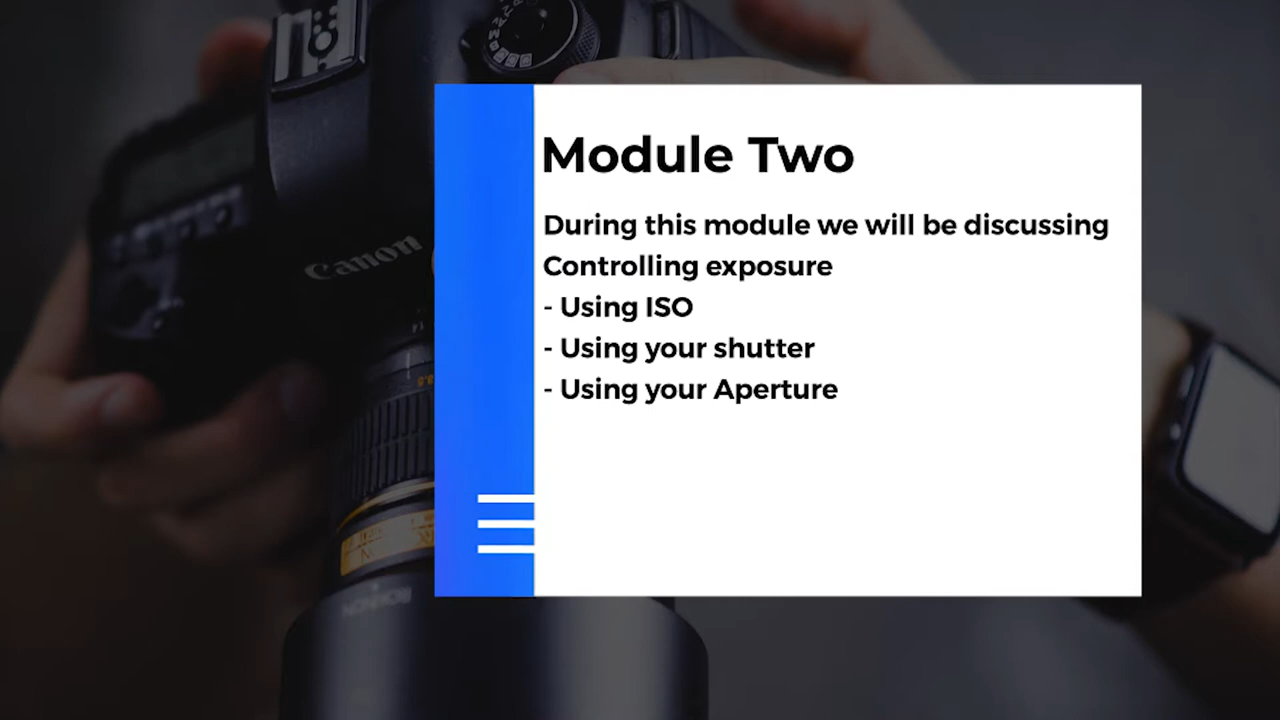 Module Two
During this module we will be discussing
Controlling exposure
- Using ISO
- Using your shutter
- Using your Aperture
Canon